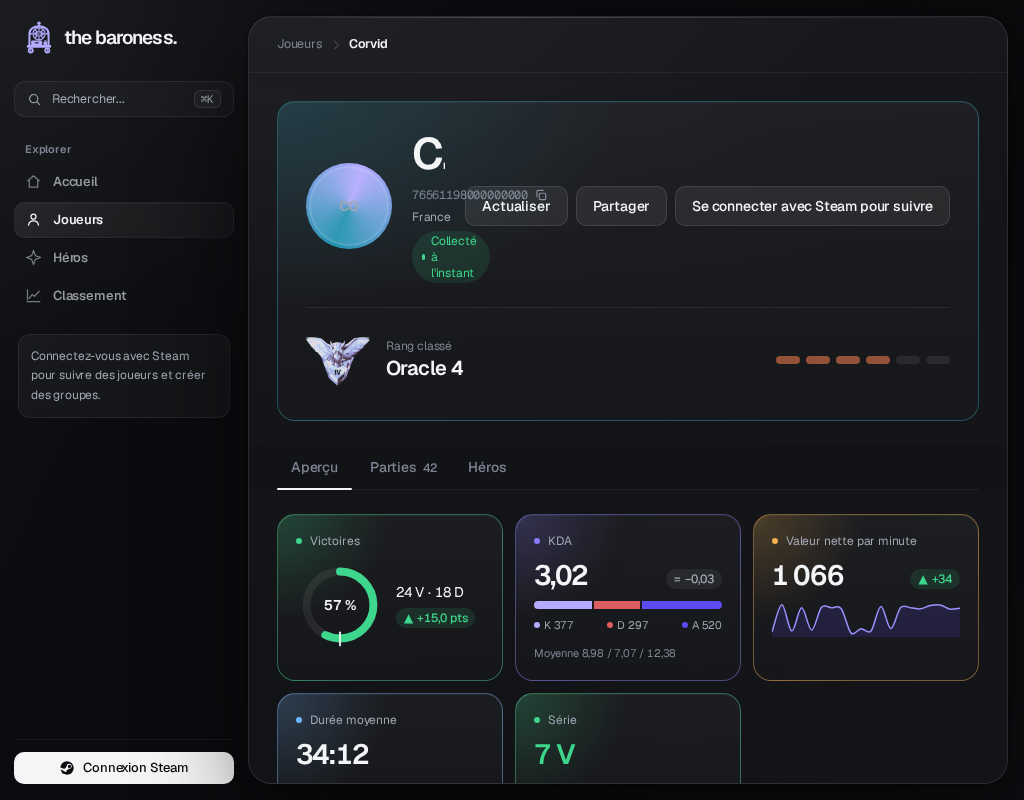 the baroness.
Rechercher...
⌘K
Explorer
Accueil
Joueurs
Héros
Classement
Connectez-vous avec Steam
pour suivre des joueurs et créer
des groupes.
Connexion Steam
Joueurs
Corvid
C
76561198000000000
France
Collecté
à
l'instant
Actualiser
Partager
Se connecter avec Steam pour suivre
IV
Rang classé
Oracle 4
Aperçu
Parties 42
Héros
Victoires
57 %
24 V · 18 D
▲ +15,0 pts
KDA
3,02
= −0,03
K 377
D 297
A 520
Moyenne 8,98 / 7,07 / 12,38
Valeur nette par minute
1 066
▲ +34
Durée moyenne
34:12
Série
7 V